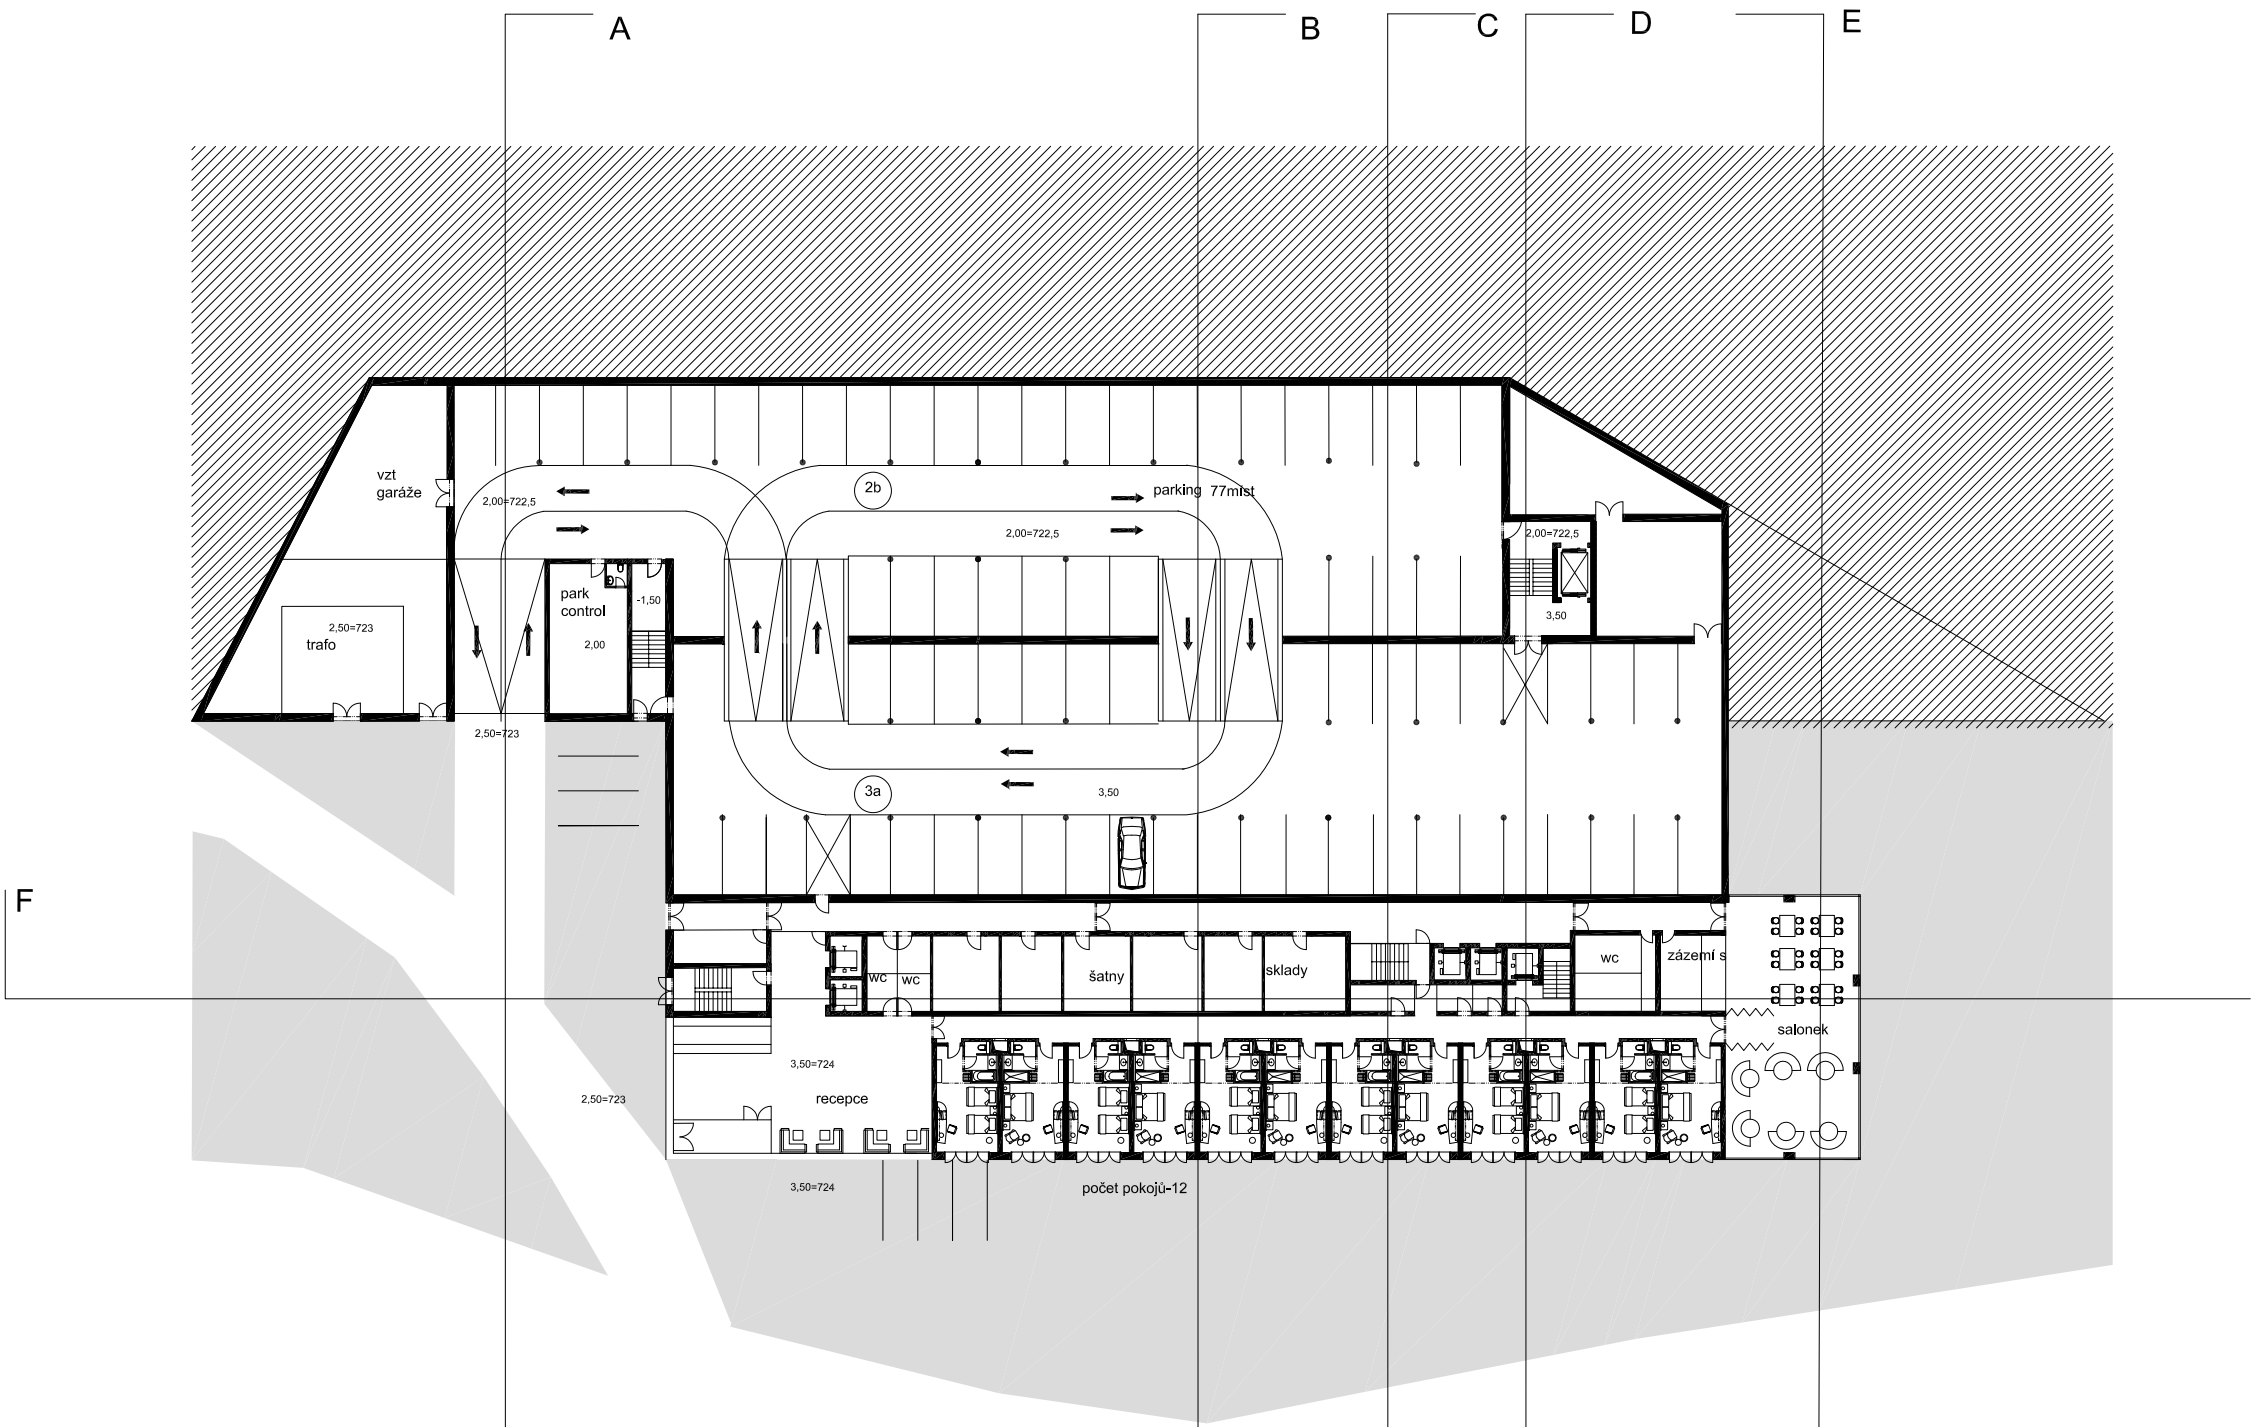 A
B
C
D
E
vzt
garáže
2,00=722,5
2b
parking 77míst
2,00=722,5
2,00=722,5
park
control
-1,50
3,50
2,50=723
trafo
2,00
2,50=723
3a
3,50
F
wc
wc
šatny
sklady
wc
zázemí s
salonek
3,50=724
2,50=723
recepce
3,50=724
počet pokojů-12